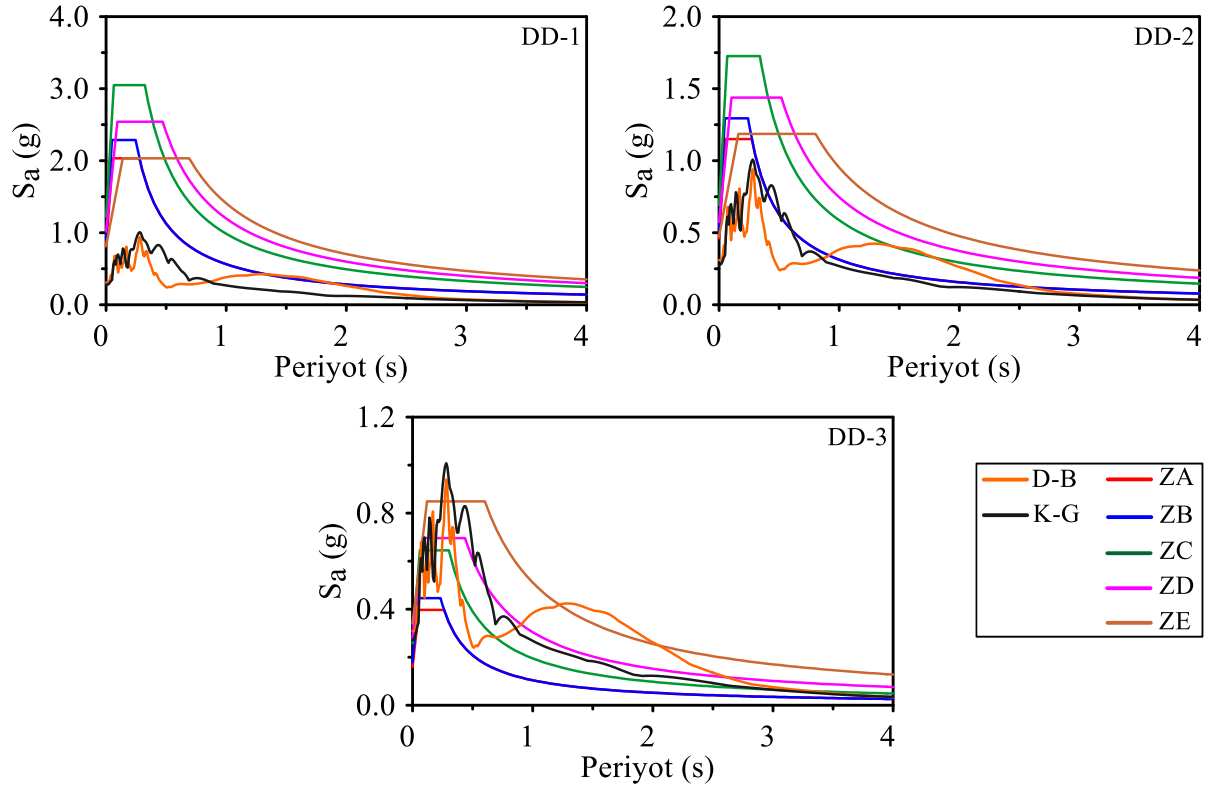 DD-1
4.0
3.0
2.0
1.0
0.0
Sa (g)
0 1 2 3 4
Periyot (s)
DD-2
2.0
1.5
1.0
0.5
0.0
Sa (g)
0 1 2 3 4
Periyot (s)
DD-3
1.2
0.8
0.4
0.0
Sa (g)
0 1 2 3 4
Periyot (s)
D-B ZA
K-G ZB
ZC
ZD
ZE